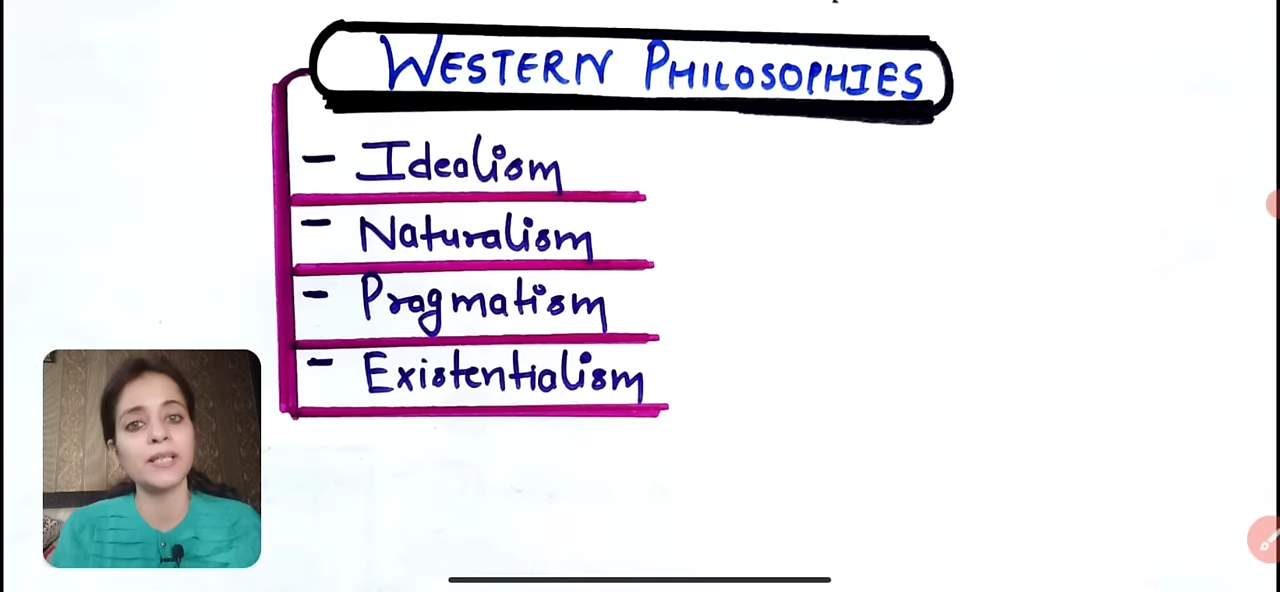 WESTERN PHILOSOPHIES
- Idealism
- Naturalism
- Pragmatism
- Existentialism